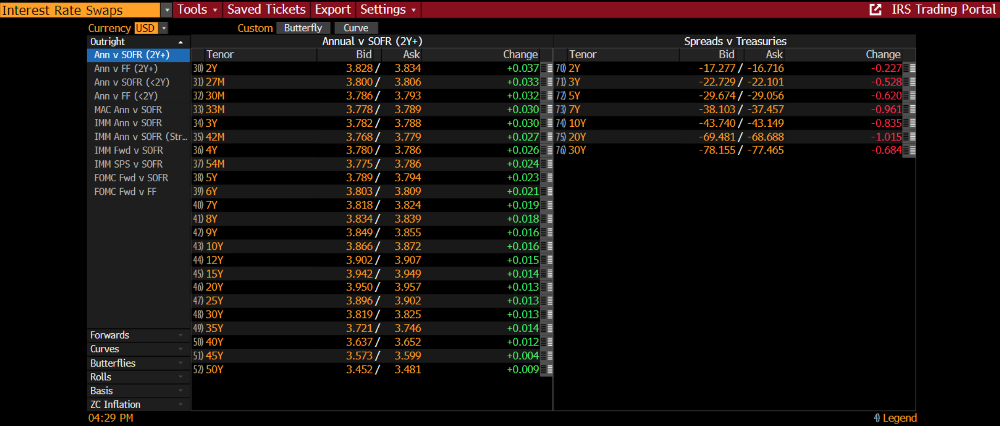 Interest Rate Swaps Tools Saved Tickets Export Settings IRS Trading Portal
Currency USD Custom Butterfly Curve
Outright Annual v SOFR (2Y+) Spreads v Treasuries
Ann v SOFR (2Y+) Tenor Bid Ask Change Tenor Bid Ask Change
30) 2Y 3.828 / 3.834 +0.037 70) 2Y -17.277 / -16.716 -0.227
Ann v FF (2Y+)
31) 27M 3.800 / 3.806 +0.033 71) 3Y -22.729 / -22.101 -0.528
Ann v SOFR (<2Y)
32) 30M 3.786 / 3.793 +0.032 72) 5Y -29.674 / -29.056 -0.620
Ann v FF (<2Y)
33) 33M 3.778 / 3.789 +0.030 73) 7Y -38.103 / -37.457 -0.961
MAC Ann v SOFR
34) 3Y 3.782 / 3.788 +0.030 74) 10Y -43.740 / -43.149 -0.835
IMM Ann v SOFR
35) 42M 3.768 / 3.779 +0.027 75) 20Y -69.481 / -68.688 -1.015
IMM Ann v SOFR (Str...
36) 4Y 3.780 / 3.786 +0.026 76) 30Y -78.155 / -77.465 -0.684
IMM Fwd v SOFR
37) 54M 3.775 / 3.786 +0.024
IMM SPS v SOFR
38) 5Y 3.789 / 3.794 +0.023
FOMC Fwd v SOFR
39) 6Y 3.803 / 3.809 +0.021
FOMC Fwd v FF
40) 7Y 3.818 / 3.824 +0.019
41) 8Y 3.834 / 3.839 +0.018
42) 9Y 3.849 / 3.855 +0.016
43) 10Y 3.866 / 3.872 +0.016
44) 12Y 3.902 / 3.907 +0.015
45) 15Y 3.942 / 3.949 +0.014
46) 20Y 3.950 / 3.957 +0.013
47) 25Y 3.896 / 3.902 +0.013
48) 30Y 3.819 / 3.825 +0.013
49) 35Y 3.721 / 3.746 +0.014
Forwards
50) 40Y 3.637 / 3.652 +0.012
Curves
51) 45Y 3.573 / 3.599 +0.004
Butterflies
52) 50Y 3.452 / 3.481 +0.009
Rolls
Basis
ZC Inflation
04:29 PM 4) Legend